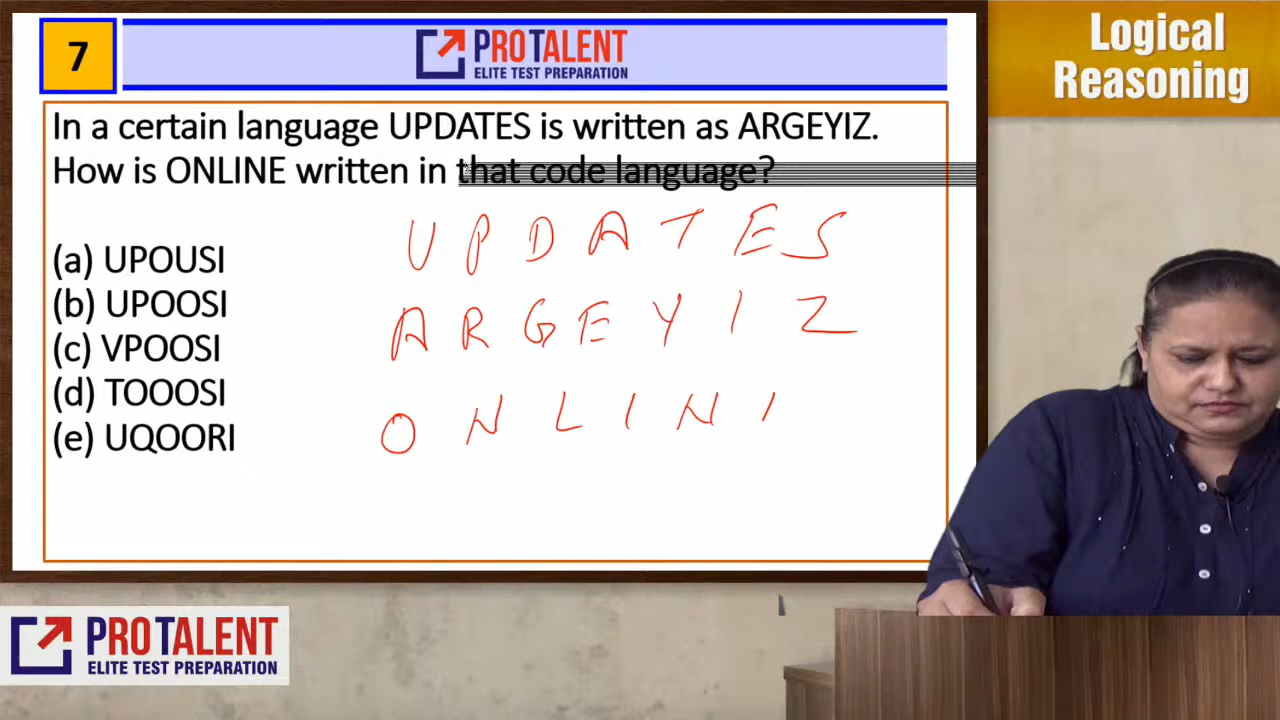 7
PROTALENT
ELITE TEST PREPARATION
Logical
Reasoning
In a certain language UPDATES is written as ARGEYIZ.
How is ONLINE written in that code language?
(a) UPOUSI
(b) UPOOSI
(c) VPOOSI
(d) TOOOSI
(e) UQOORI
U P D A T E S
A R G E Y I Z
O N L I N
PROTALENT
ELITE TEST PREPARATION